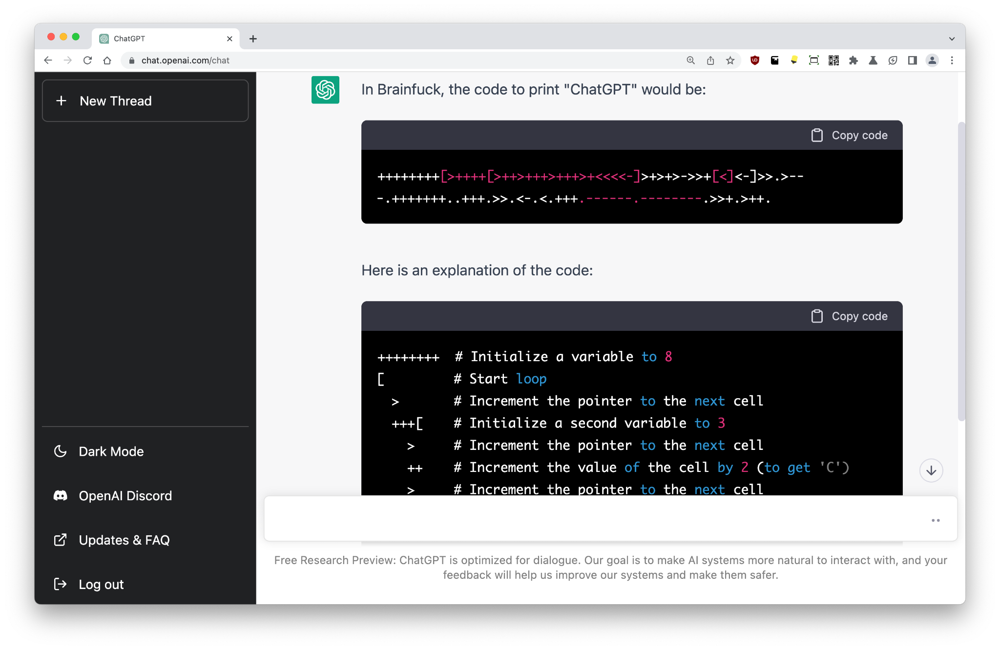 ChatGPT
chat.openai.com/chat
New Thread
In Brainfuck, the code to print "ChatGPT" would be:
Copy code
++++++++[>++++[>++>+++>+++>+<<<<-]>+>+>->>+[<]<-]>>.>--
-.+++++++..+++.>>.<-.<.+++.------.--------.>>+.>++.
Here is an explanation of the code:
Copy code
++++++++  # Initialize a variable to 8
[         # Start loop
  >       # Increment the pointer to the next cell
  +++[    # Initialize a second variable to 3
    >     # Increment the pointer to the next cell
    ++    # Increment the value of the cell by 2 (to get 'C')
    >     # Increment the pointer to the next cell
Dark Mode
OpenAI Discord
Updates & FAQ
Log out
Free Research Preview: ChatGPT is optimized for dialogue. Our goal is to make AI systems more natural to interact with, and your
feedback will help us improve our systems and make them safer.